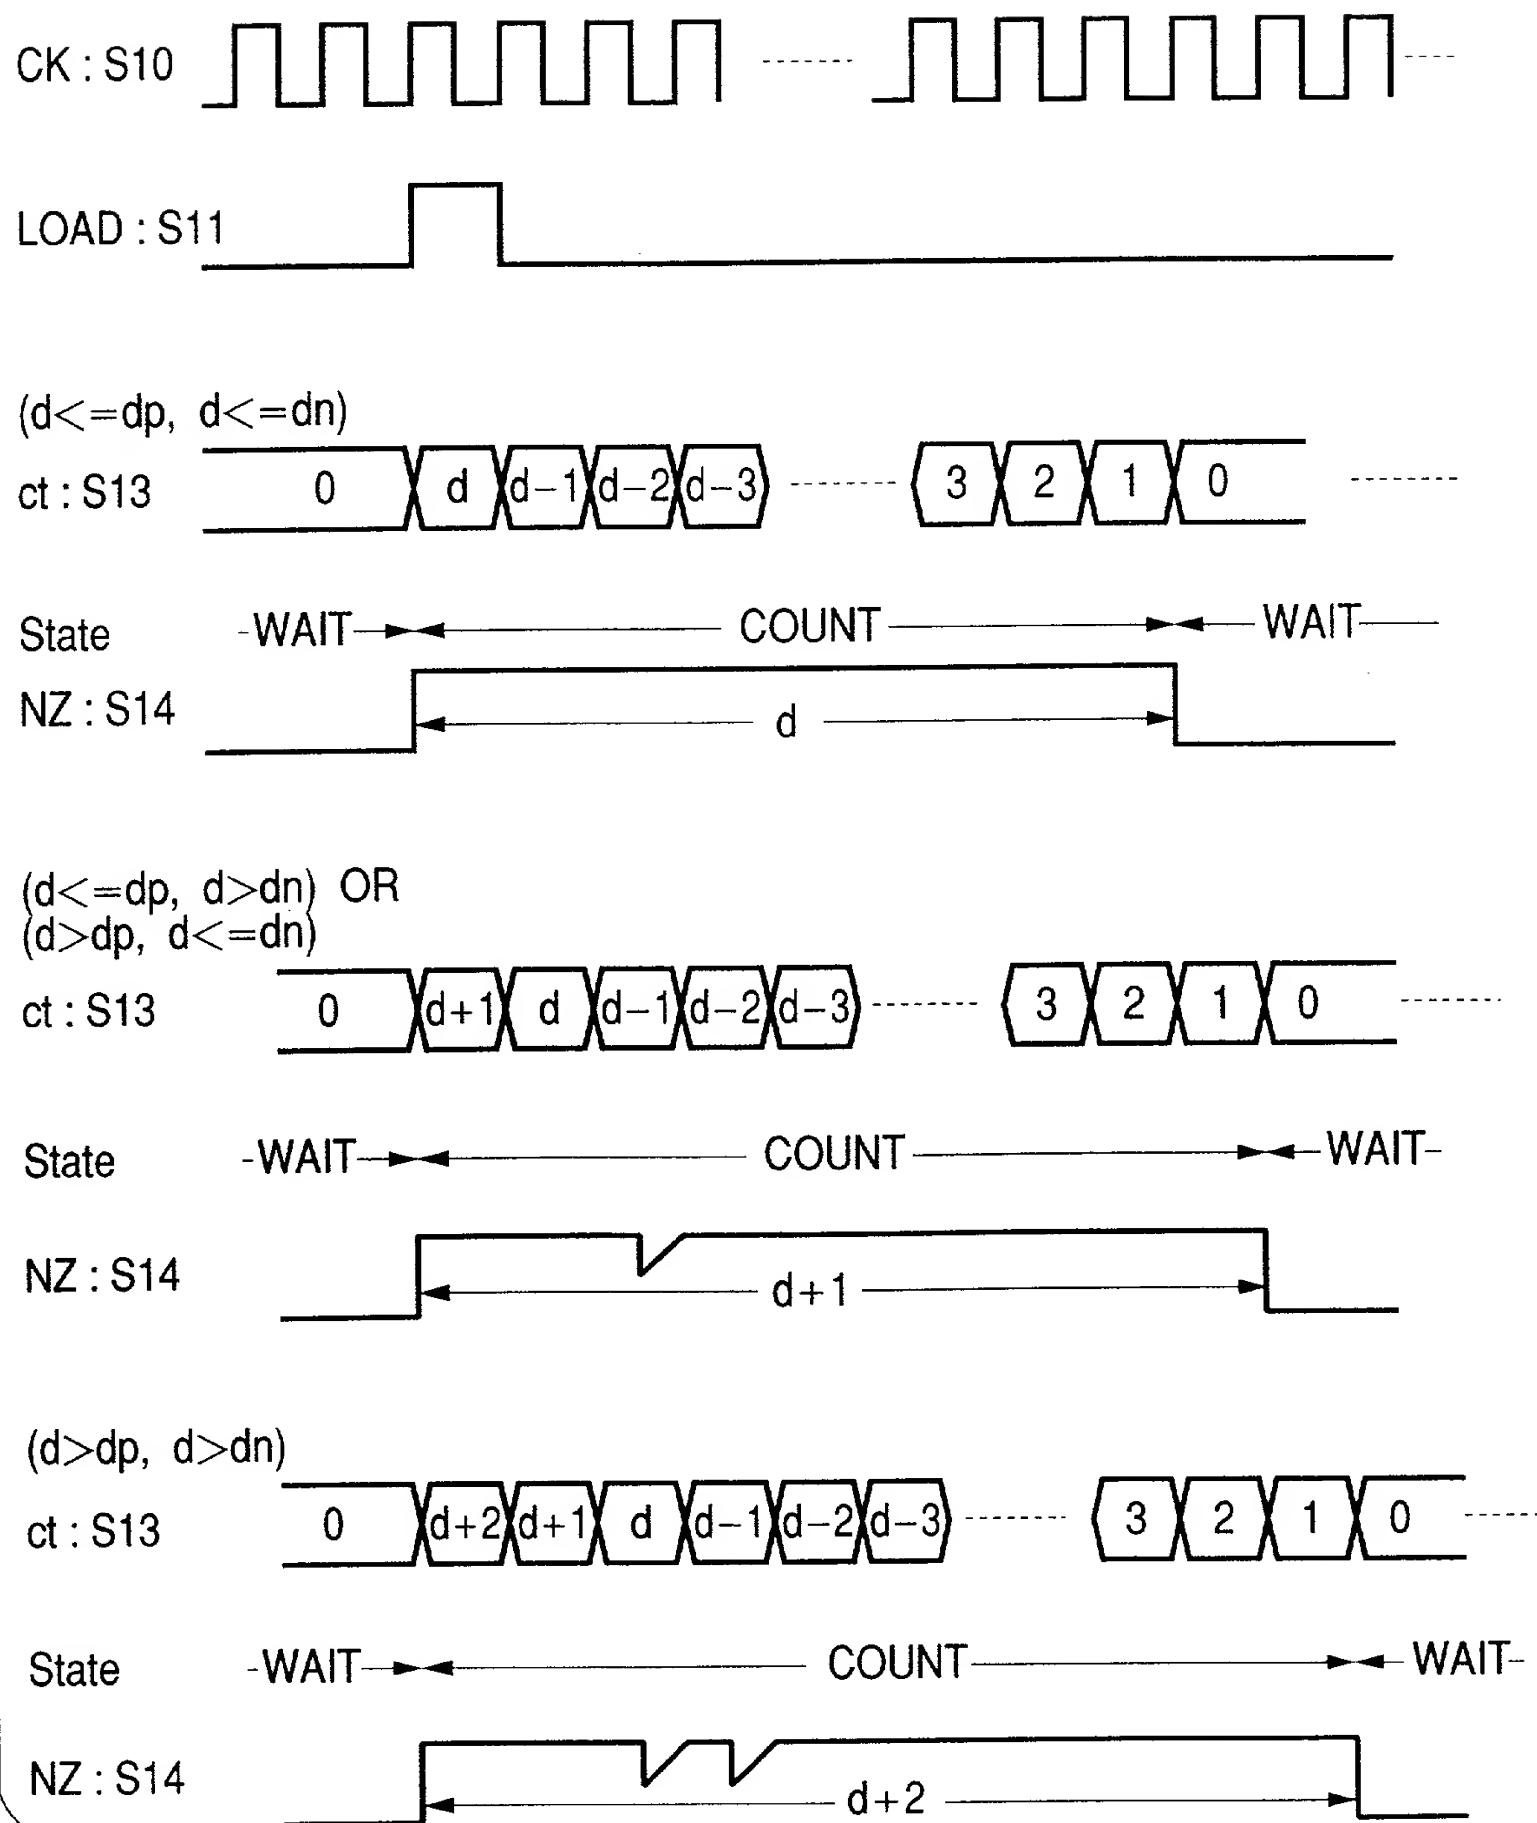 CK : S10
LOAD : S11
(d<=dp, d<=dn)
ct : S13 0 d d−1 d−2 d−3 3 2 1 0
State WAIT COUNT WAIT
NZ : S14 d
(d<=dp, d>dn) OR
(d>dp, d<=dn)
ct : S13 0 d+1 d d−1 d−2 d−3 3 2 1 0
State WAIT COUNT WAIT
NZ : S14 d+1
(d>dp, d>dn)
ct : S13 0 d+2 d+1 d d−1 d−2 d−3 3 2 1 0
State WAIT COUNT WAIT
NZ : S14 d+2